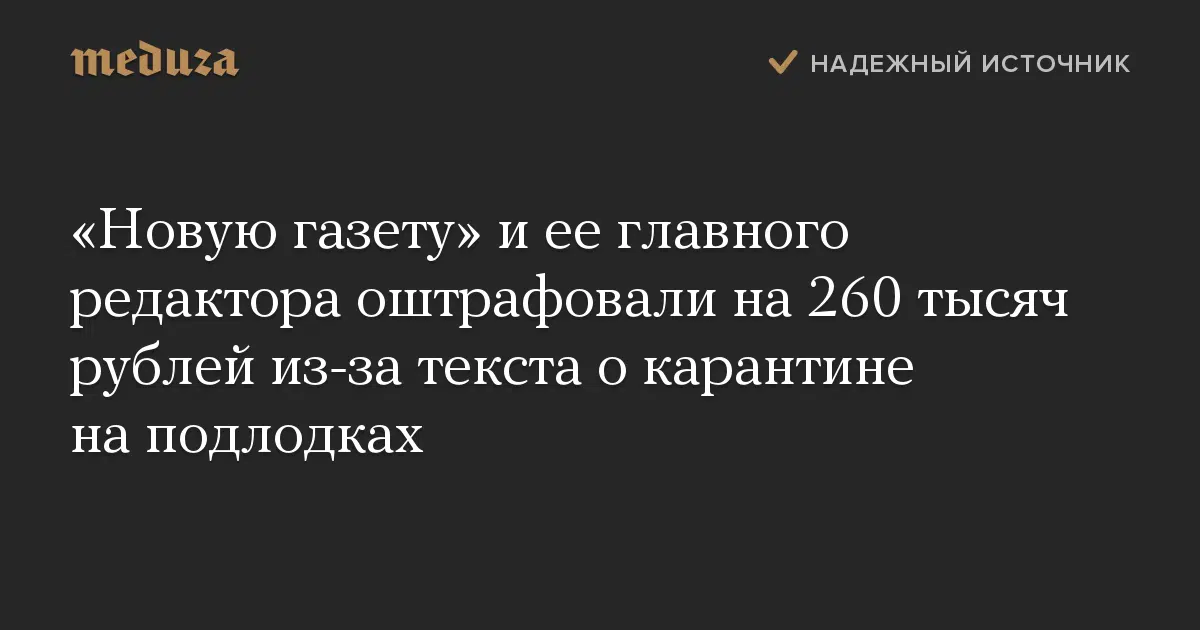 meduza
НАДЕЖНЫЙ ИСТОЧНИК
«Новую газету» и ее главного
редактора оштрафовали на 260 тысяч
рублей из-за текста о карантине
на подлодках